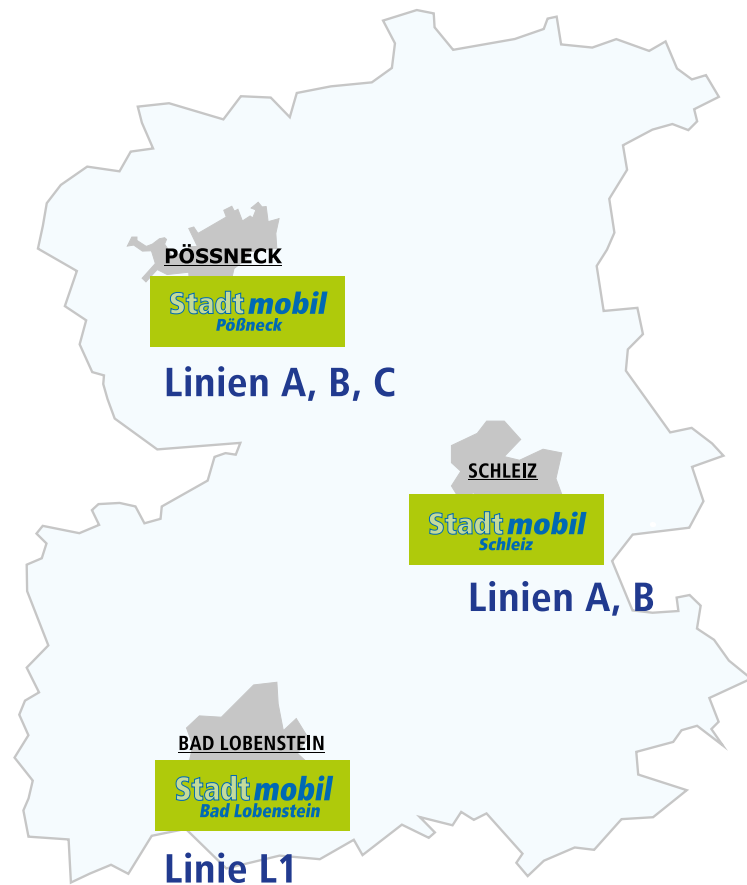 PÖSSNECK
Stadtmobil
Pößneck
Linien A, B, C
SCHLEIZ
Stadtmobil
Schleiz
Linien A, B
BAD LOBENSTEIN
Stadtmobil
Bad Lobenstein
Linie L1